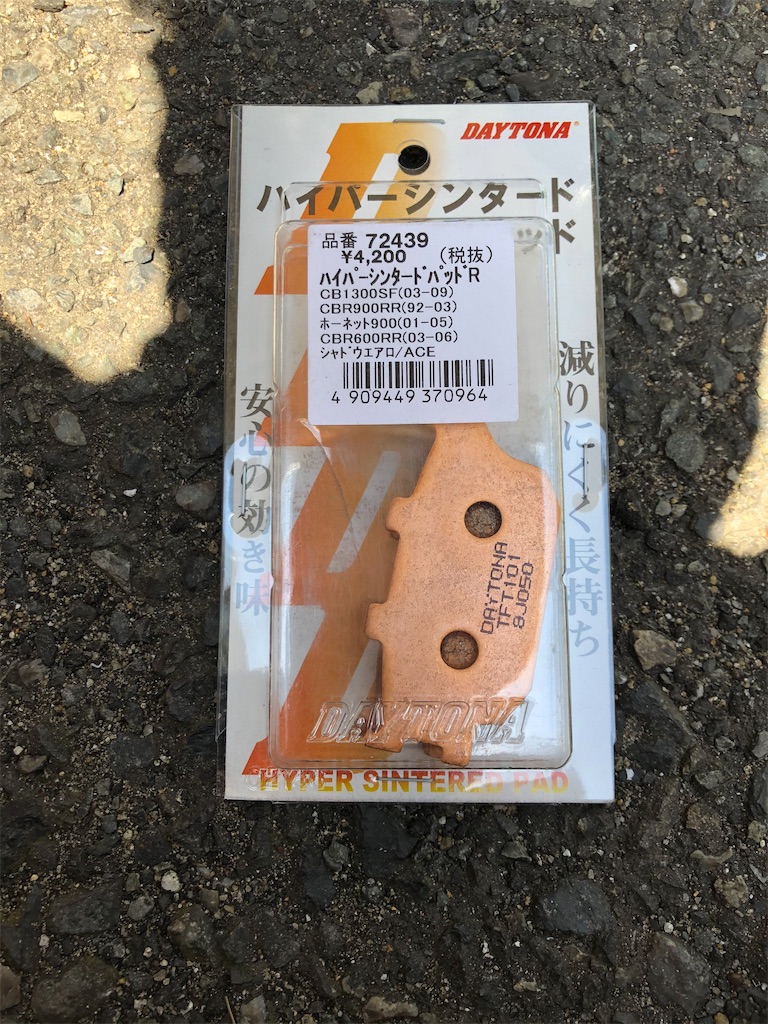 DAYTONA
ハイパーシンタード
ッド
品番 72439
¥4,200 (税抜)
ハイパーシンタードパッドR
CB1300SF(03-09)
CBR900RR(92-03)
ホーネット900(01-05)
CBR600RR(03-06)
シャドウエアロ/ACE
4 909449 370964
減りにくく長持ち
安心の効き味
DAYTONA
TFT101
9J050
DAYTONA
HYPER SINTERED PAD